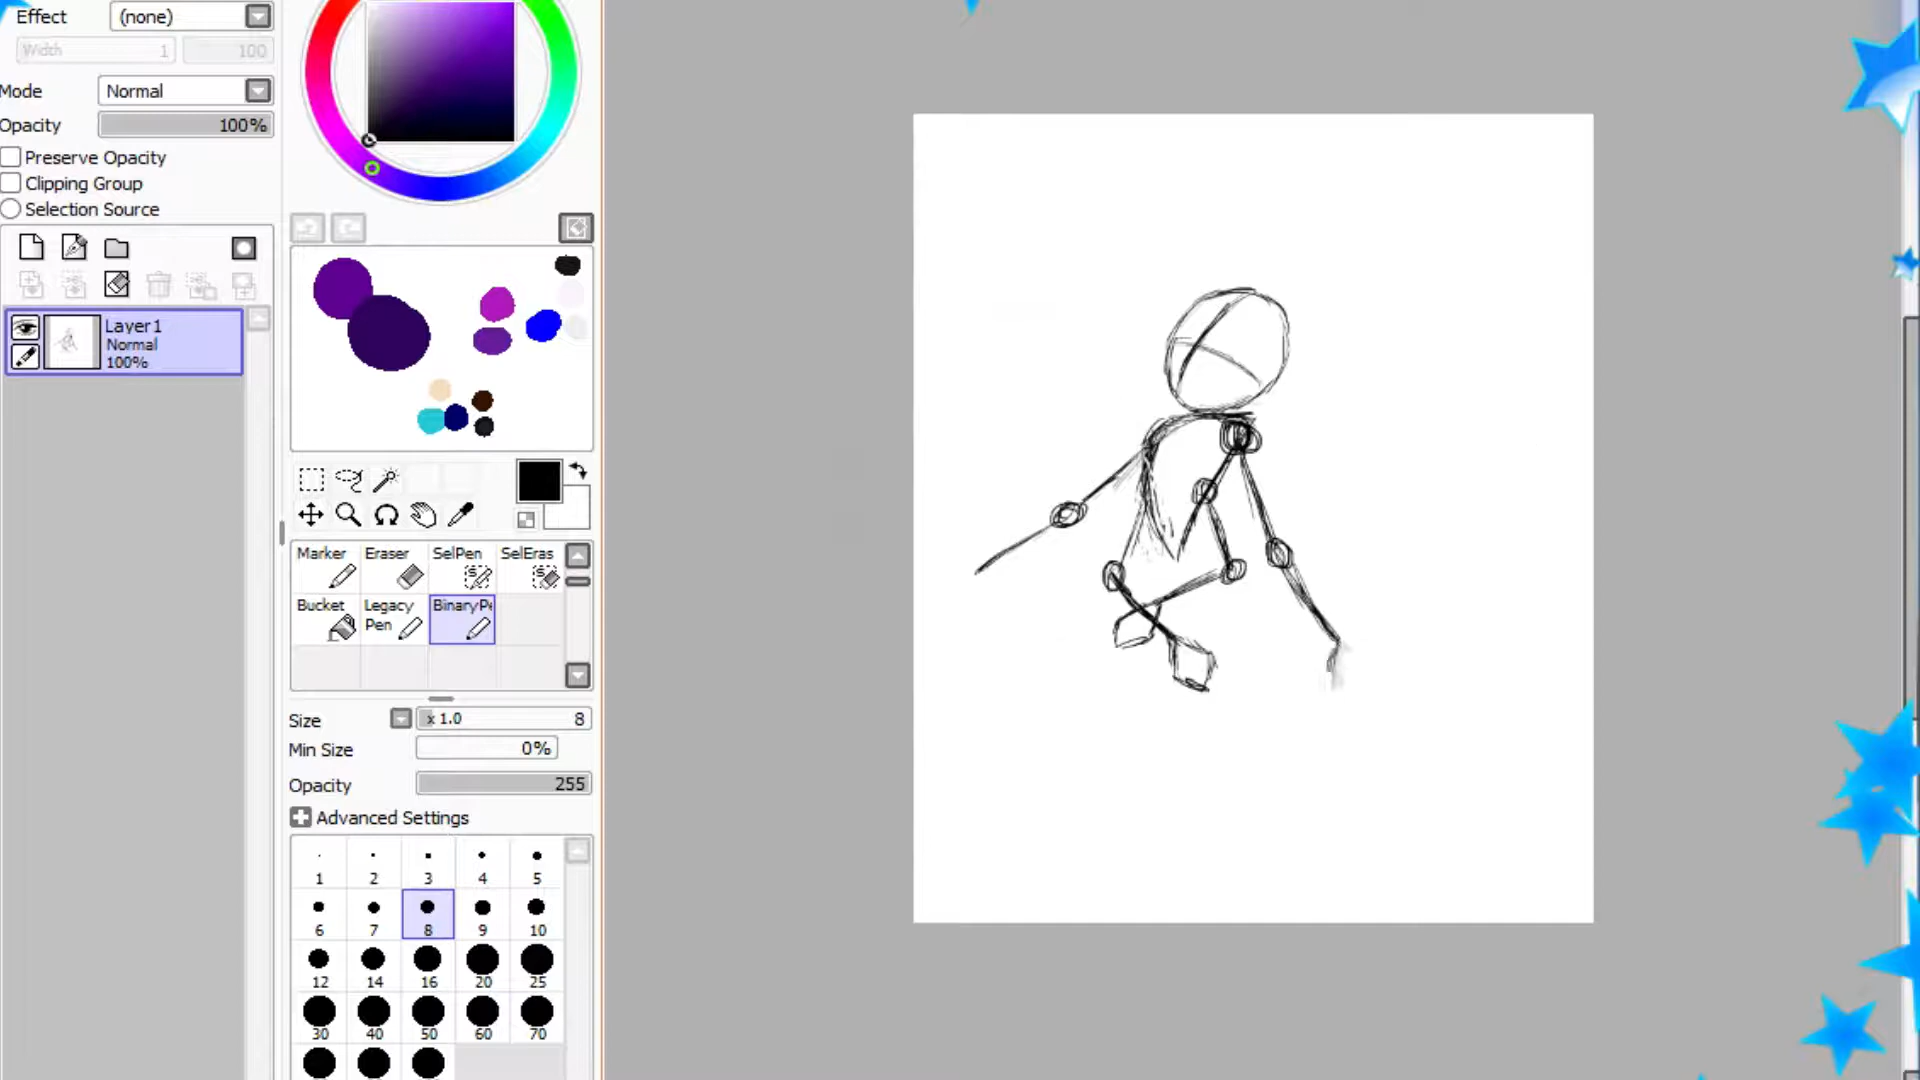 Effect (none)
Width 1 100
Mode Normal
Opacity 100%
Preserve Opacity
Clipping Group
Selection Source
Layer1
Normal
100%
Marker Eraser SelPen SelEras
Bucket Legacy Pen BinaryPe
Size x 1.0 8
Min Size 0%
Opacity 255
Advanced Settings
1 2 3 4 5
6 7 8 9 10
12 14 16 20 25
30 40 50 60 70